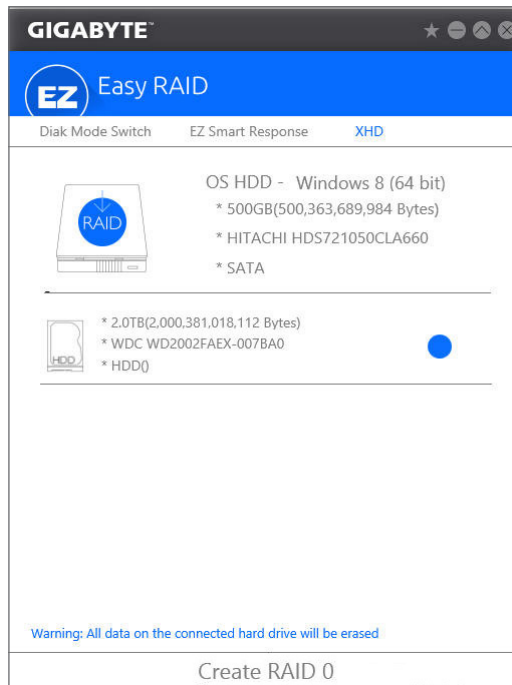 GIGABYTE™
EZ Easy RAID
Diak Mode Switch EZ Smart Response XHD
OS HDD - Windows 8 (64 bit)
* 500GB(500,363,689,984 Bytes)
RAID
* HITACHI HDS721050CLA660
* SATA
* 2.0TB(2,000,381,018,112 Bytes)
* WDC WD2002FAEX-007BA0
HDD
* HDD()
Warning: All data on the connected hard drive will be erased
Create RAID 0